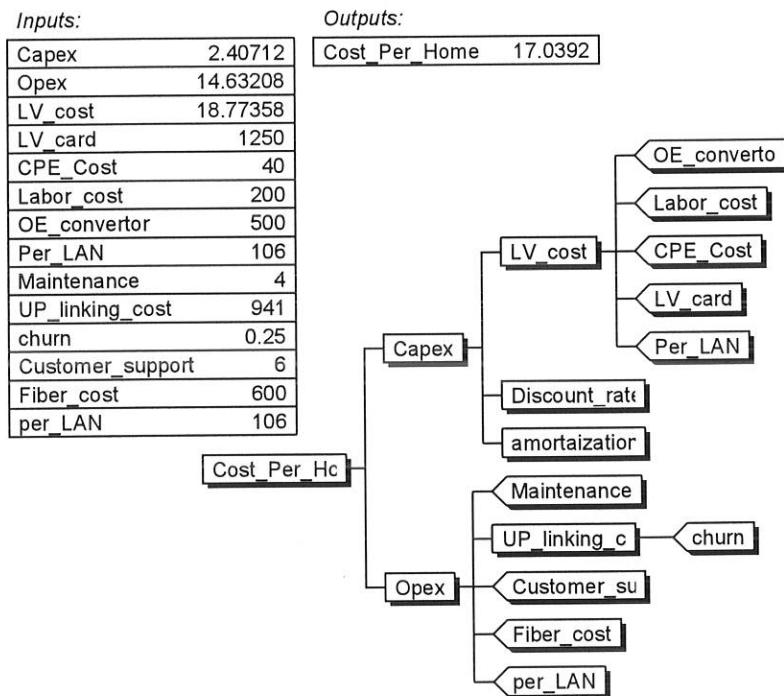 Inputs:
Capex 2.40712
Opex 14.63208
LV_cost 18.77358
LV_card 1250
CPE_Cost 40
Labor_cost 200
OE_convertor 500
Per_LAN 106
Maintenance 4
UP_linking_cost 941
churn 0.25
Customer_support 6
Fiber_cost 600
per_LAN 106
Outputs:
Cost_Per_Home 17.0392
OE_converto
Labor_cost
LV_cost
CPE_Cost
LV_card
Per_LAN
Capex
Discount_rate
amortaization
Cost_Per_Ho
Maintenance
UP_linking_c
churn
Opex
Customer_su
Fiber_cost
per_LAN